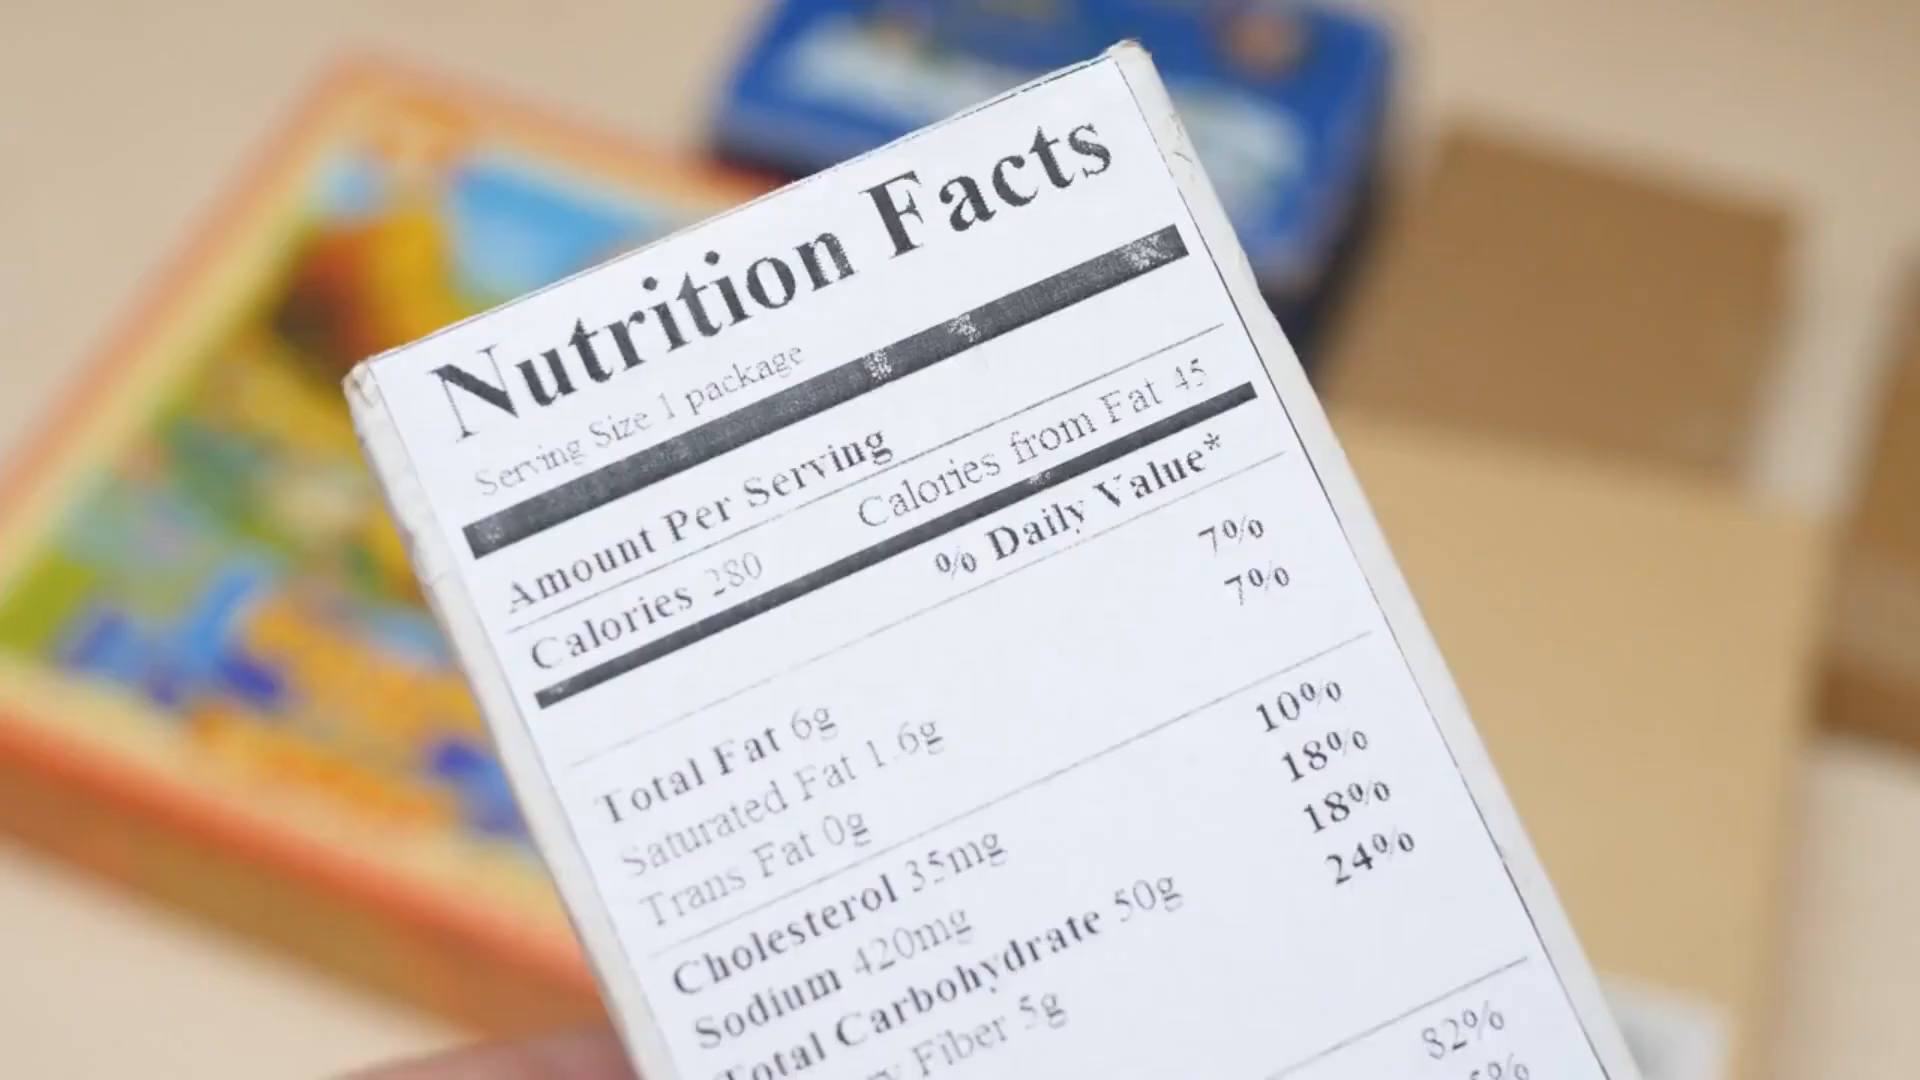 Nutrition Facts
Serving Size 1 package
Amount Per Serving
Calories 280 Calories from Fat 45
% Daily Value*
Total Fat 6g 7%
Saturated Fat 1.6g 7%
Trans Fat 0g
Cholesterol 35mg 10%
Sodium 420mg 18%
Total Carbohydrate 50g 18%
Fiber 5g 24%
82%